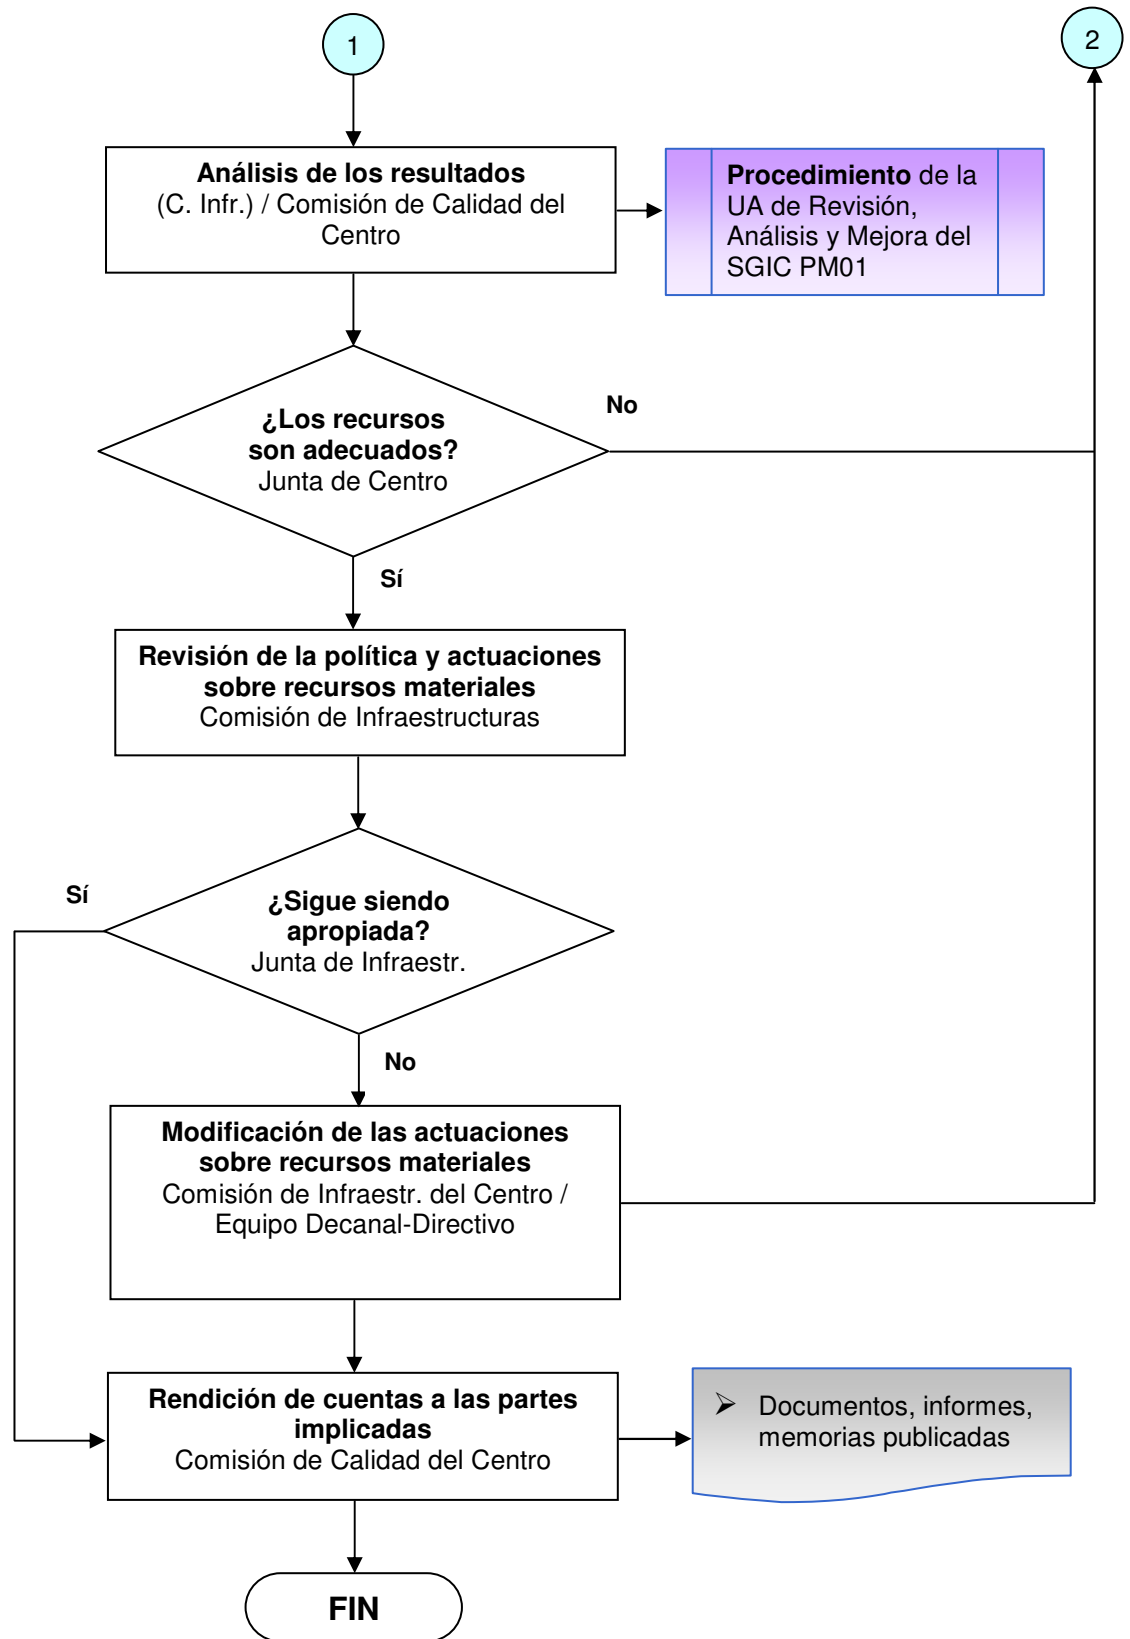 1
2
Análisis de los resultados
(C. Infr.) / Comisión de Calidad del
Centro
Procedimiento de la
UA de Revisión,
Análisis y Mejora del
SGIC PM01
¿Los recursos
son adecuados?
Junta de Centro
No
Sí
Revisión de la política y actuaciones
sobre recursos materiales
Comisión de Infraestructuras
Sí
¿Sigue siendo
apropiada?
Junta de Infraestr.
No
Modificación de las actuaciones
sobre recursos materiales
Comisión de Infraestr. del Centro /
Equipo Decanal-Directivo
Rendición de cuentas a las partes
implicadas
Comisión de Calidad del Centro
➢ Documentos, informes,
memorias publicadas
FIN